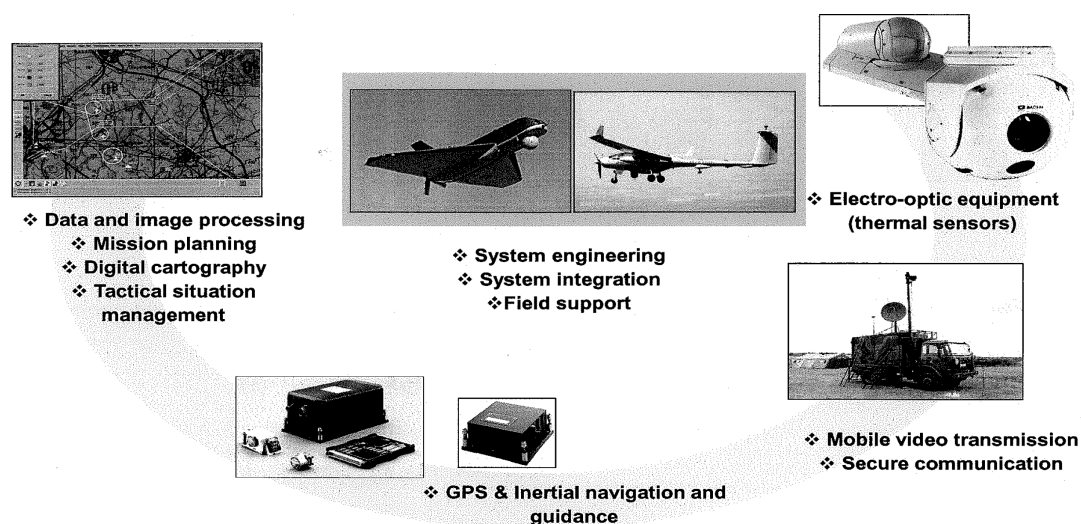 ❖ Data and image processing
❖ Mission planning
❖ Digital cartography
❖ Tactical situation
management
❖ System engineering
❖ System integration
❖Field support
❖ Electro-optic equipment
(thermal sensors)
❖ Mobile video transmission
❖ Secure communication
❖ GPS & Inertial navigation and
guidance